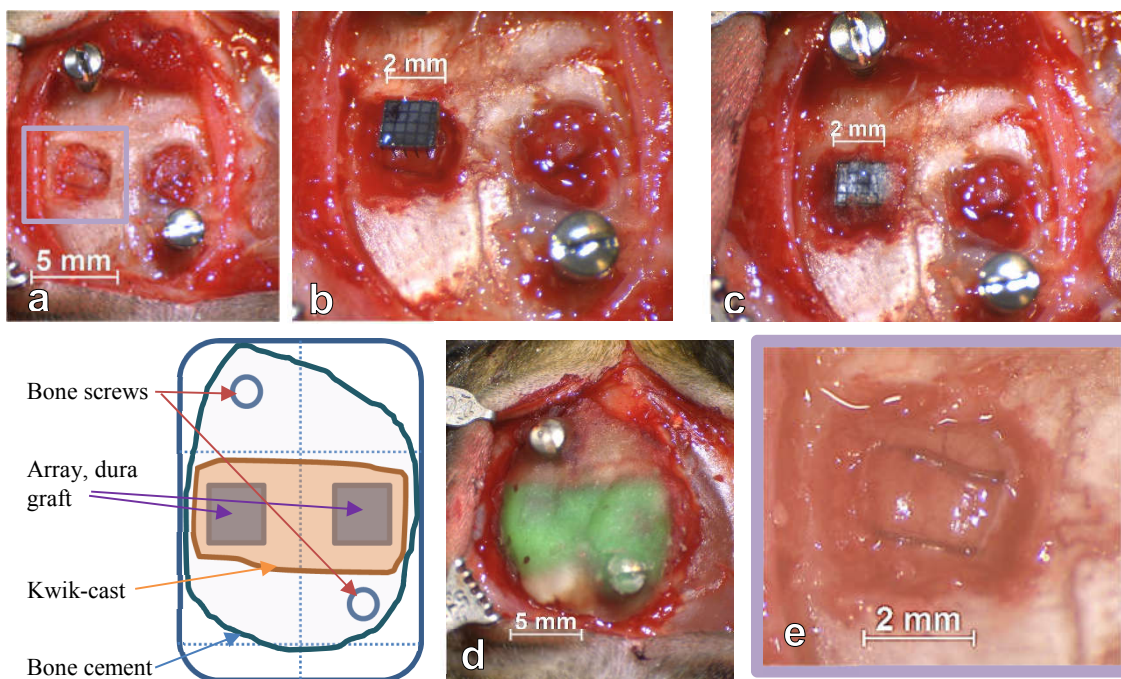 5 mm
a
2 mm
b
2 mm
c
Bone screws
Array, dura
graft
Kwik-cast
Bone cement
5 mm
d
2 mm
e